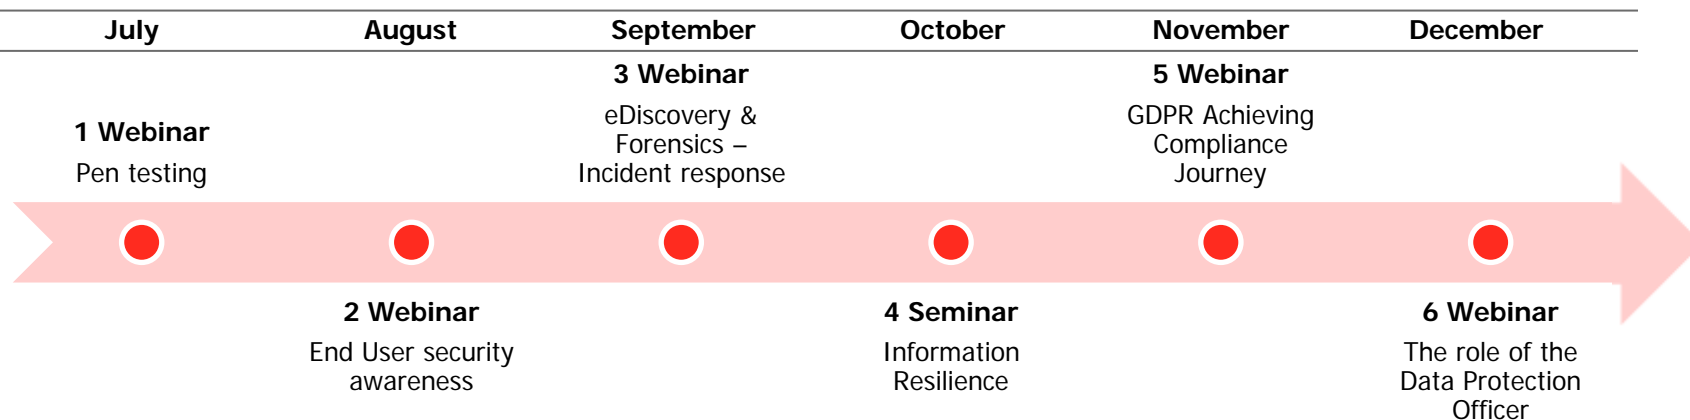 July
August
September
October
November
December
1 Webinar
Pen testing
2 Webinar
End User security
awareness
3 Webinar
eDiscovery &
Forensics –
Incident response
4 Seminar
Information
Resilience
5 Webinar
GDPR Achieving
Compliance
Journey
6 Webinar
The role of the
Data Protection
Officer